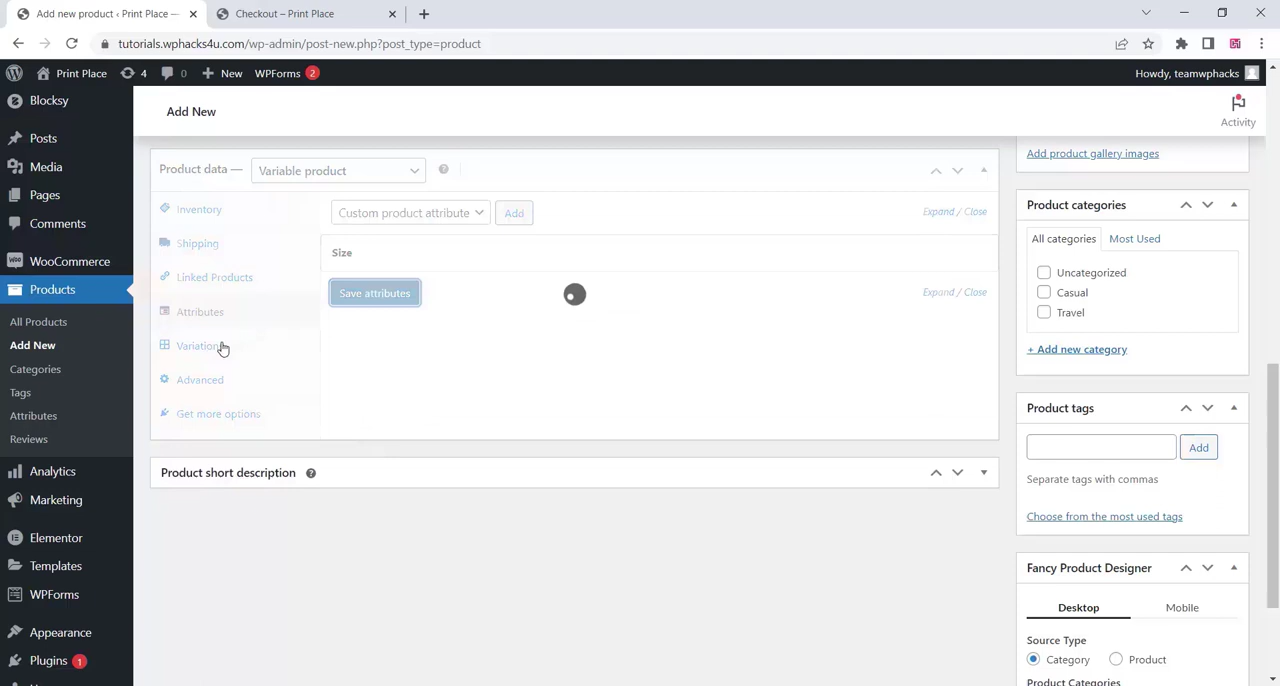 Add new product ‹ Print Place —
Checkout – Print Place
tutorials.wphacks4u.com/wp-admin/post-new.php?post_type=product
Print Place
4
0
New
WPForms 2
Howdy, teamwphacks
Blocksy
Posts
Media
Pages
Comments
WooCommerce
Products
All Products
Add New
Categories
Tags
Attributes
Reviews
Analytics
Marketing
Elementor
Templates
WPForms
Appearance
Plugins 1
Add New
Activity
Product data —
Variable product
Inventory
Shipping
Linked Products
Attributes
Variations
Advanced
Get more options
Custom product attribute
Add
Expand / Close
Size
Save attributes
Expand / Close
Product short description
Add product gallery images
Product categories
All categories
Most Used
Uncategorized
Casual
Travel
+ Add new category
Product tags
Add
Separate tags with commas
Choose from the most used tags
Fancy Product Designer
Desktop
Mobile
Source Type
Category
Product
Product Categories